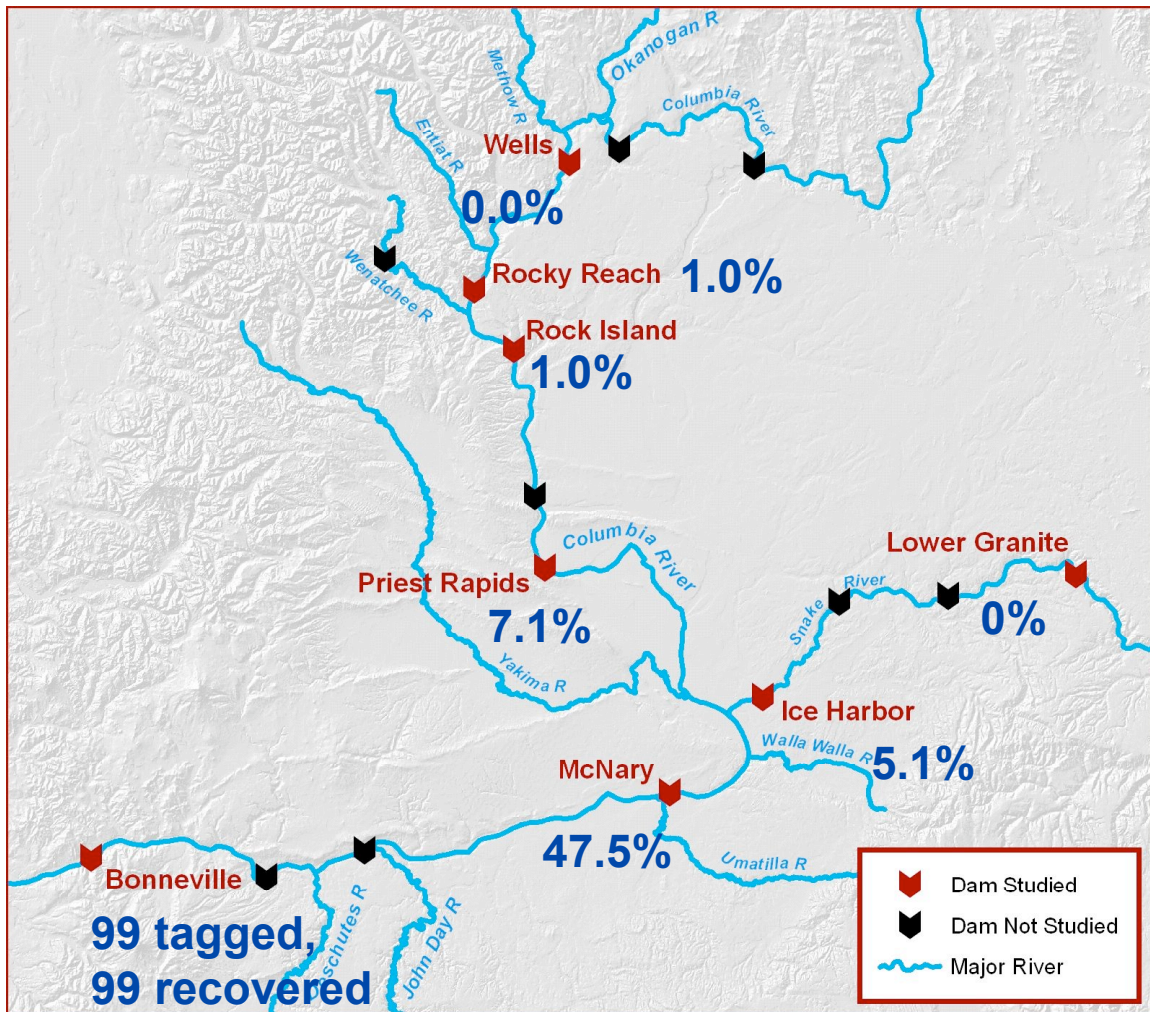 Methow R
Okanogan R
Columbia River
Entiat R
Wells
0.0%
Wenatchee R
Rocky Reach 1.0%
Rock Island
1.0%
Columbia River
Priest Rapids
7.1%
Lower Granite
Snake River
0%
Yakima R
Ice Harbor
Walla Walla R
5.1%
McNary
47.5%
Umatilla R
Bonneville
99 tagged,
99 recovered
John Day R
Dam Studied
Dam Not Studied
Major River